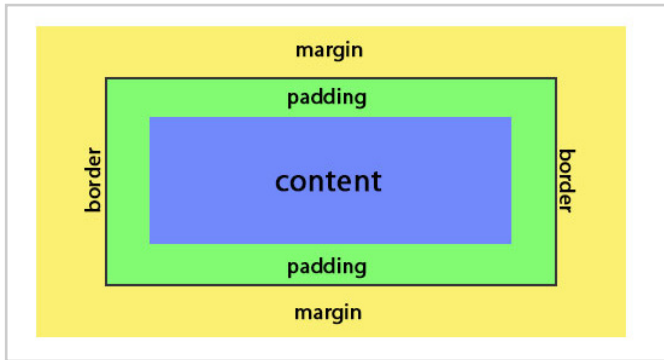 margin
padding
border
content
border
padding
margin